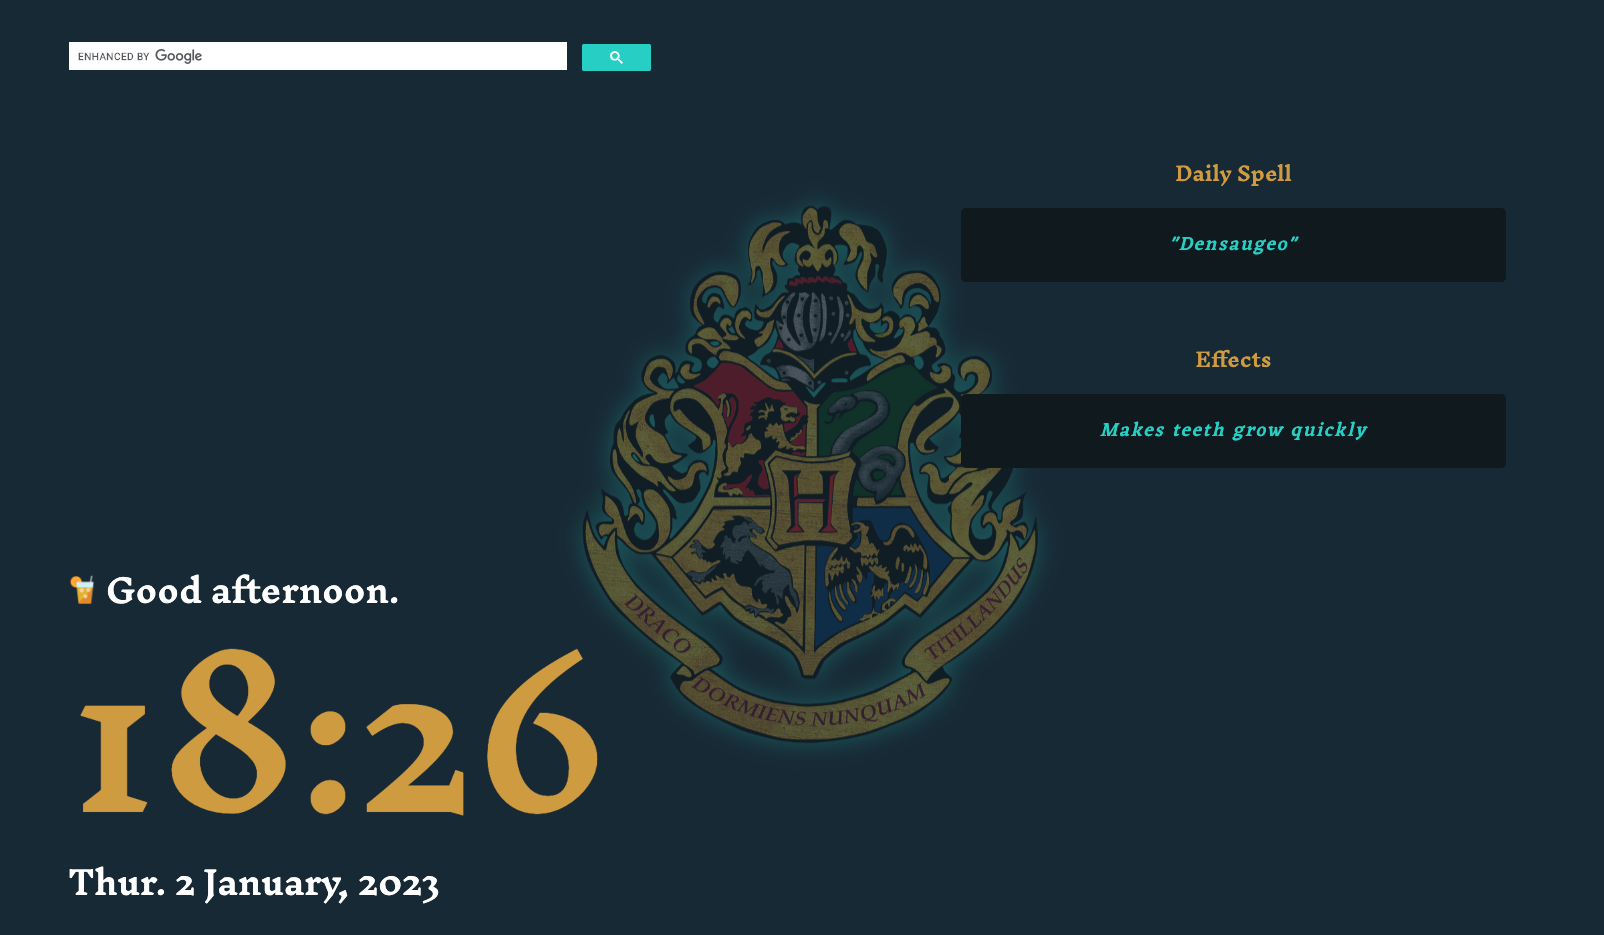 ENHANCED BY Google
Daily Spell
"Densaugeo"
Effects
Makes teeth grow quickly
H
DRACO DORMIENS NUNQUAM TITILLANDUS
Good afternoon.
18:26
Thur. 2 January, 2023